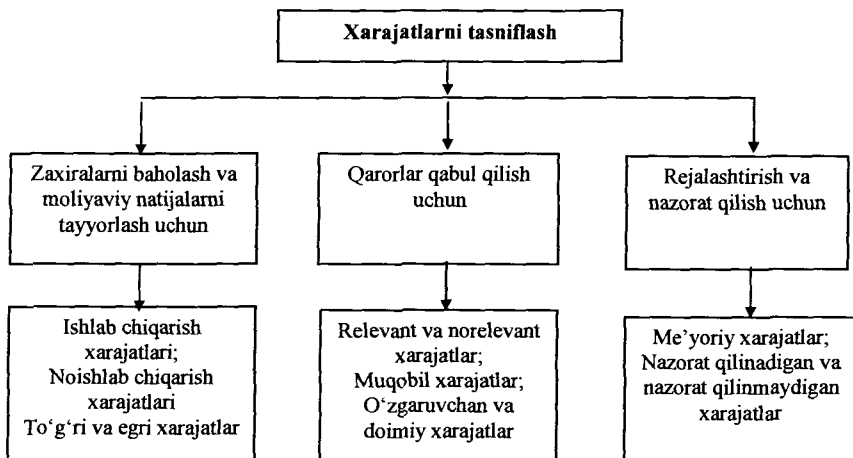 Xarajatlarni tasniflash
Zaxiralarni baholash va
moliyaviy natijalarni
tayyorlash uchun
Qarorlar qabul qilish
uchun
Rejalashtirish va
nazorat qilish uchun
Ishlab chiqarish
xarajatlari;
Noishlab chiqarish
xarajatlari
To‘g‘ri va egri xarajatlar
Relevant va norelevant
xarajatlar;
Muqobil xarajatlar;
O‘zgaruvchan va
doimiy xarajatlar
Me’yoriy xarajatlar;
Nazorat qilinadigan va
nazorat qilinmaydigan
xarajatlar